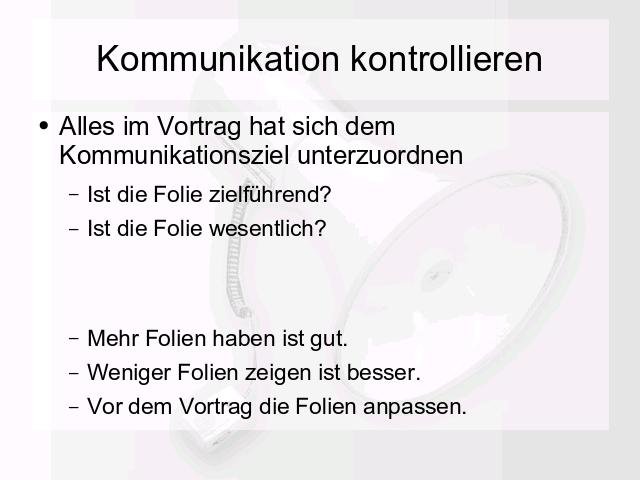 Kommunikation kontrollieren
• Alles im Vortrag hat sich dem
Kommunikationsziel unterzuordnen
– Ist die Folie zielführend?
– Ist die Folie wesentlich?
– Mehr Folien haben ist gut.
– Weniger Folien zeigen ist besser.
– Vor dem Vortrag die Folien anpassen.